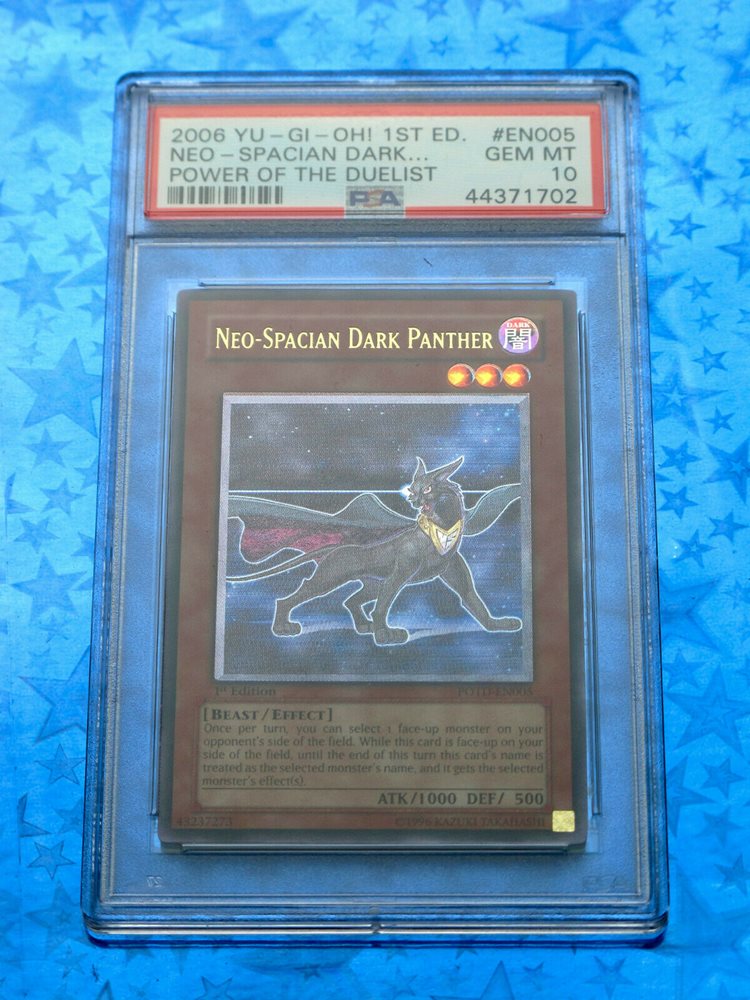 2006 YU-GI-OH! 1ST ED. #EN005
NEO-SPACIAN DARK... GEM MT
POWER OF THE DUELIST 10
PSA 44371702
NEO-SPACIAN DARK PANTHER
DARK
闇
1st Edition POTD-EN005
[BEAST / EFFECT]
Once per turn, you can select 1 face-up monster on
opponent's side of the field. While this card is face-up on your
side of the field, until the end of this turn this card's name is
treated as the selected monster's name, and it gets the selected
monster's effect(s).
ATK/1000 DEF/ 500
43237273 ©1996 KAZUKI TAKAHASHI